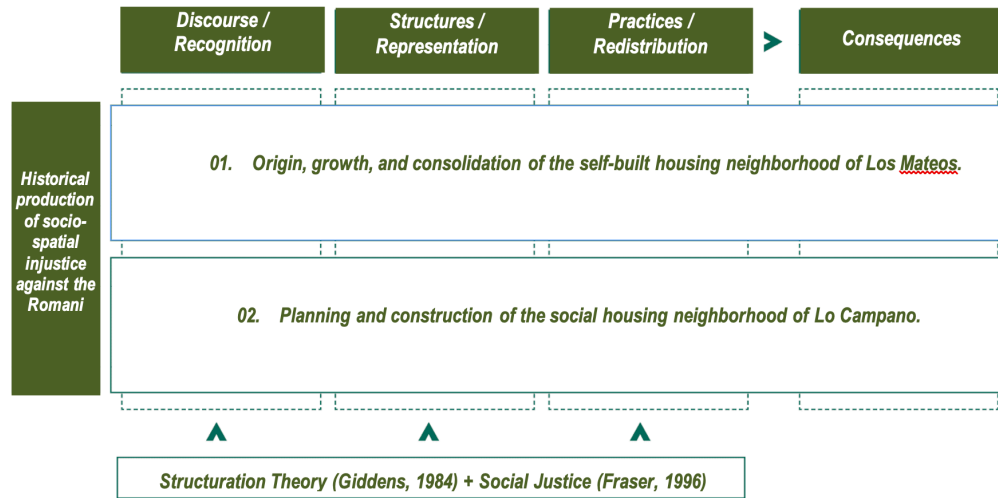 Discourse /
Recognition
Structures /
Representation
Practices /
Redistribution
Consequences
Historical
production
of socio-
spatial
injustice
against the
Romani
01. Origin, growth, and consolidation of the self-built housing neighborhood of Los Mateos.
02. Planning and construction of the social housing neighborhood of Lo Campano.
Structuration Theory (Giddens, 1984) + Social Justice (Fraser, 1996)